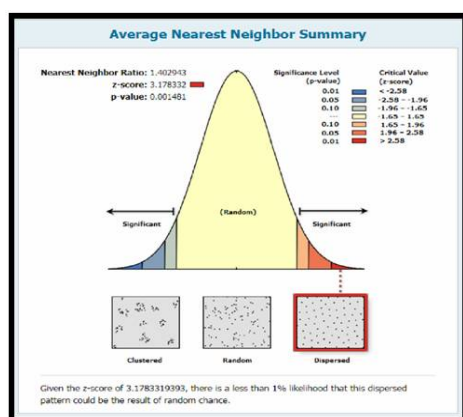 Average Nearest Neighbor Summary
Nearest Neighbor Ratio: 1.402943
z-score: 3.178332
p-value: 0.001481
Significance Level (p-value) Critical Value (z-score)
0.01 < -2.58
0.05 -2.58 - -1.96
0.10 -1.96 - -1.65
... -1.65 - 1.65
0.10 1.65 - 1.96
0.05 1.96 - 2.58
0.01 > 2.58
Significant (Random) Significant
Clustered Random Dispersed
Given the z-score of 3.1783319393, there is a less than 1% likelihood that this dispersed
pattern could be the result of random chance.